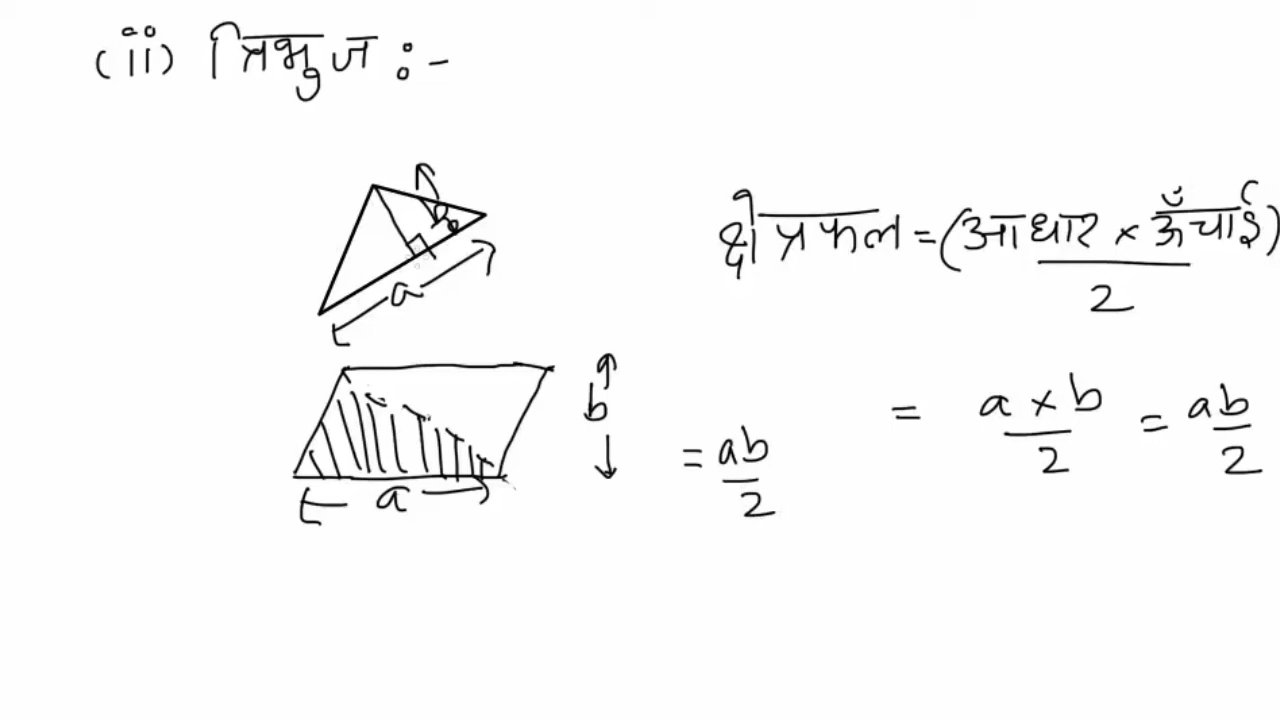 (ii) त्रिभुज :-
b
क्षेत्रफल = (आधार × ऊँचाई)
2
a
b
= a × b = ab
2 2
= ab
2
a